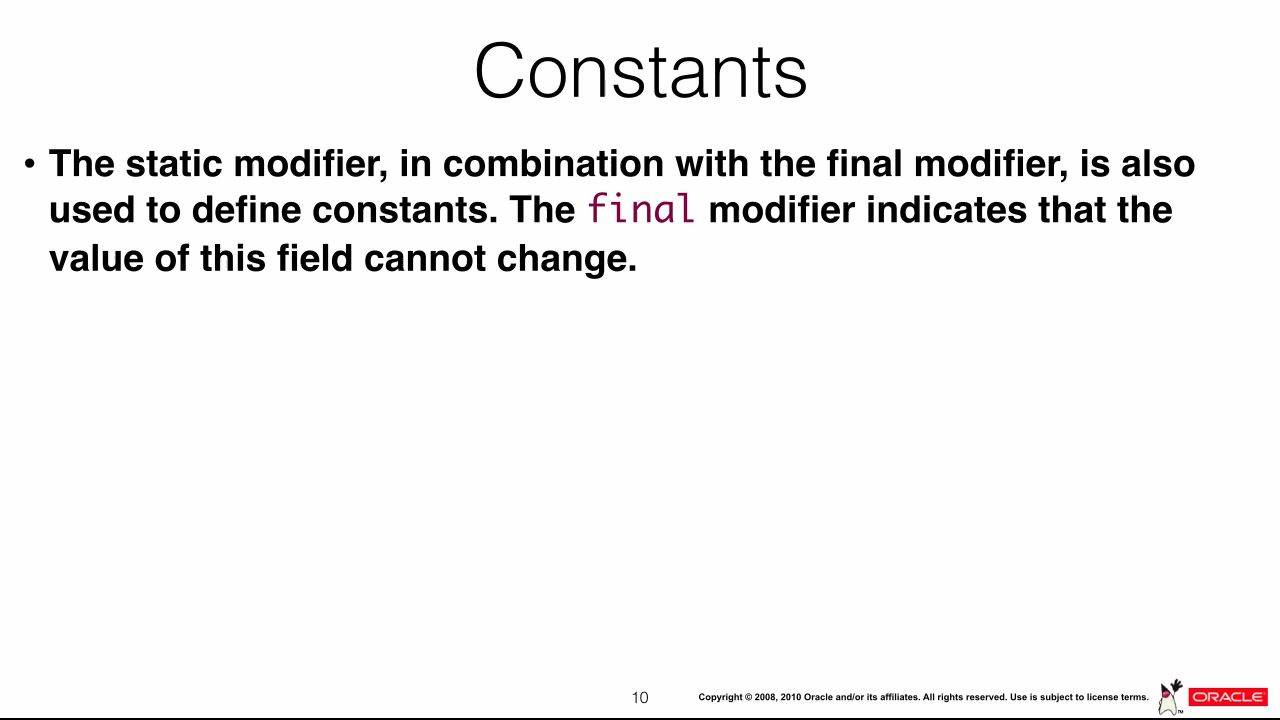 Constants
• The static modifier, in combination with the final modifier, is also
used to define constants. The final modifier indicates that the
value of this field cannot change.
10
Copyright © 2008, 2010 Oracle and/or its affiliates. All rights reserved. Use is subject to license terms.
™
ORACLE